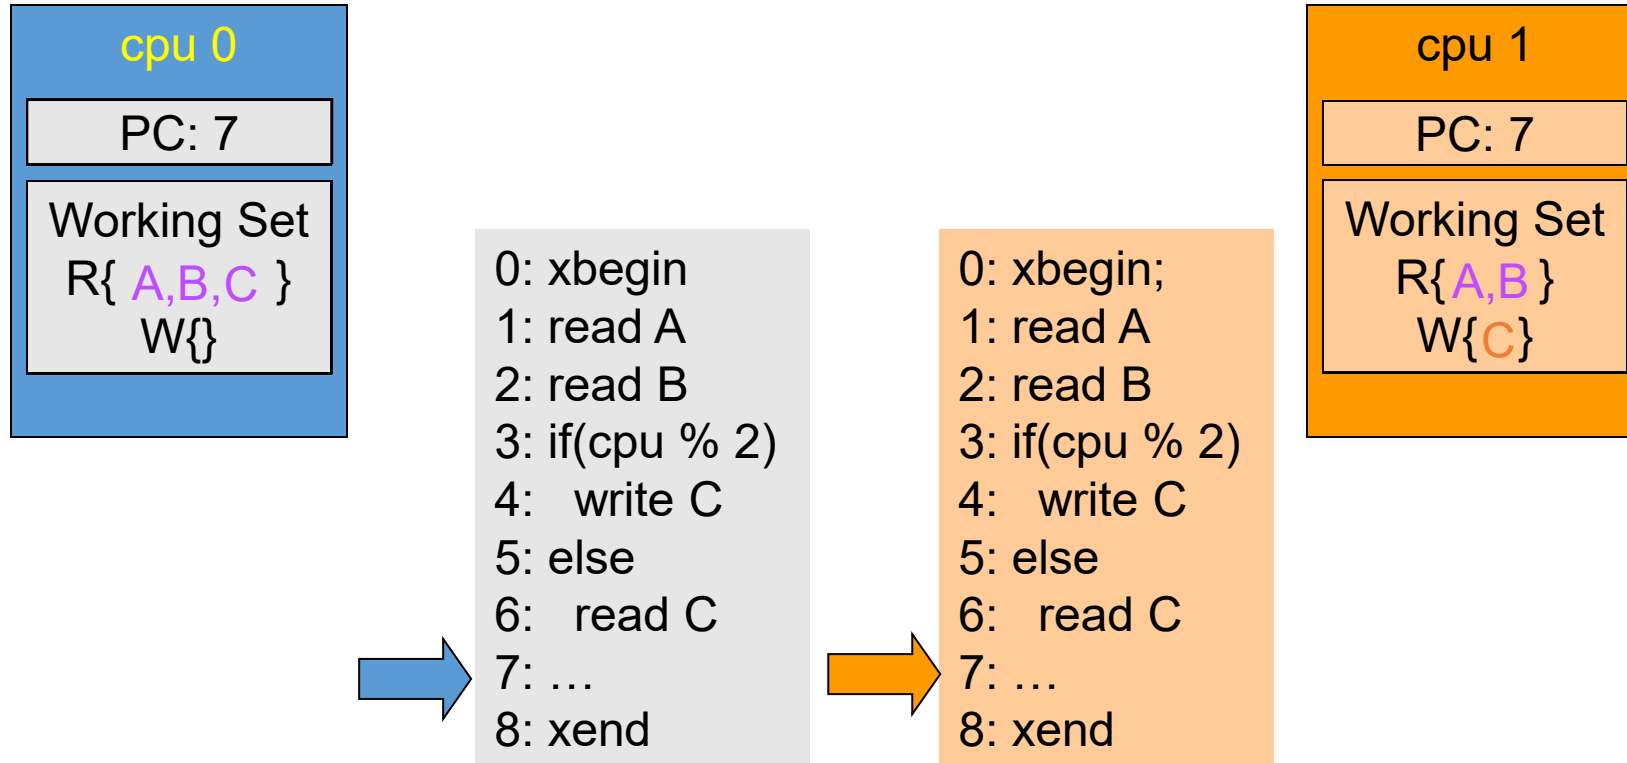 cpu 0
PC: 7
Working Set
R{ A,B,C }
W{}
0: xbegin
1: read A
2: read B
3: if(cpu % 2)
4: write C
5: else
6: read C
7: …
8: xend
0: xbegin;
1: read A
2: read B
3: if(cpu % 2)
4: write C
5: else
6: read C
7: …
8: xend
cpu 1
PC: 7
Working Set
R{A,B }
W{C}